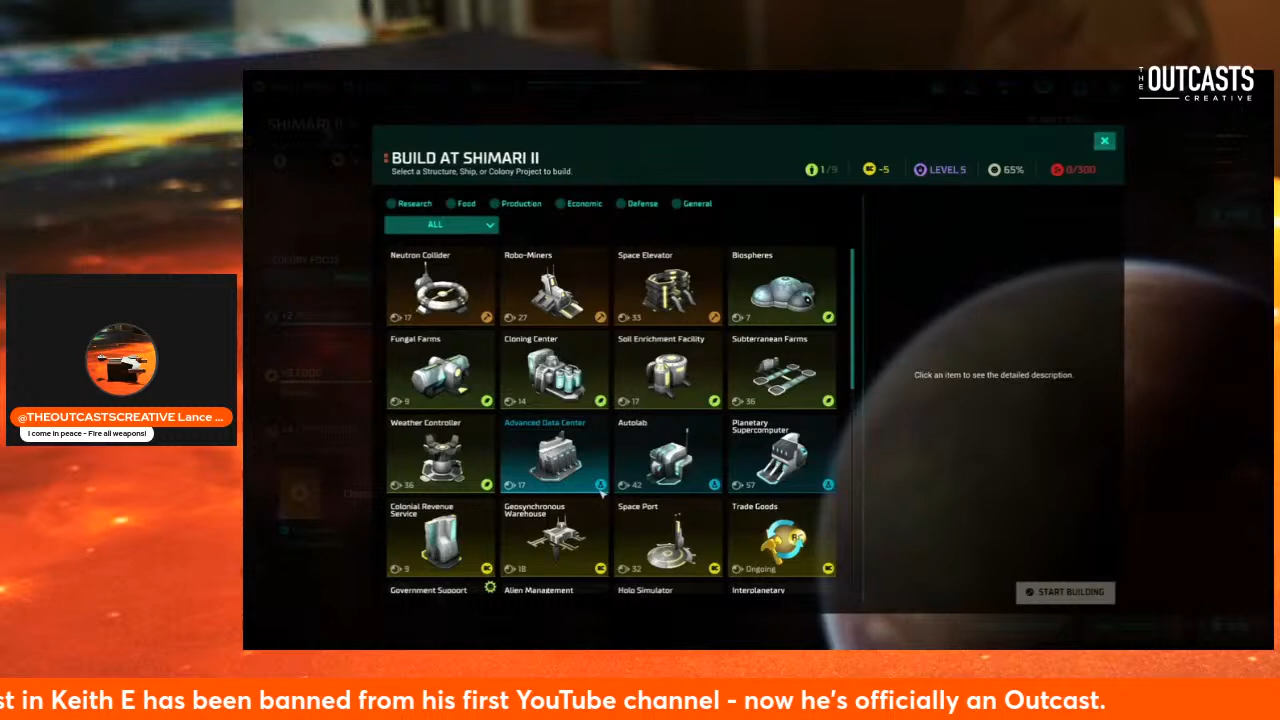 THE
OUTCASTS
CREATIVE
SHIMARI II
BUILD AT SHIMARI II
Select a Structure, Ship, or Colony Project to build.
1/9
-5
LEVEL 5
65%
0/300
Research Food Production Economic Defense General
ALL
COLONY FOCUS
Neutron Collider
17
Robo-Miners
27
Space Elevator
33
Biospheres
7
Fungal Farms
9
Cloning Center
14
Soil Enrichment Facility
17
Subterranean Farms
36
Weather Controller
36
Advanced Data Center
17
Autolab
42
Planetary
Supercomputer
57
Colonial Revenue
Service
9
Geosynchronous
Warehouse
18
Space Port
32
Trade Goods
BC
Ongoing
Government Support
Alien Management
Holo Simulator
Interplanetary
Click an item to see the detailed description.
START BUILDING
@THEOUTCASTSCREATIVE Lance ...
I come in peace - Fire all weapons!
st in Keith E has been banned from his first YouTube channel - now he's officially an Outcast.